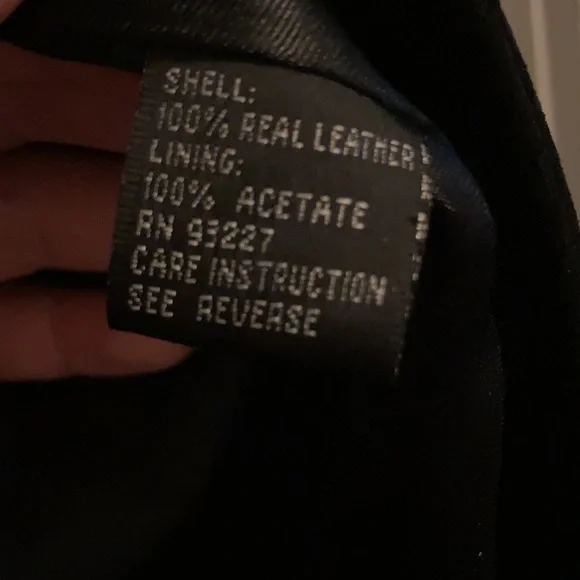 SHELL:
100% REAL LEATHER
LINING:
100% ACETATE
RN 93227
CARE INSTRUCTION
SEE REVERSE